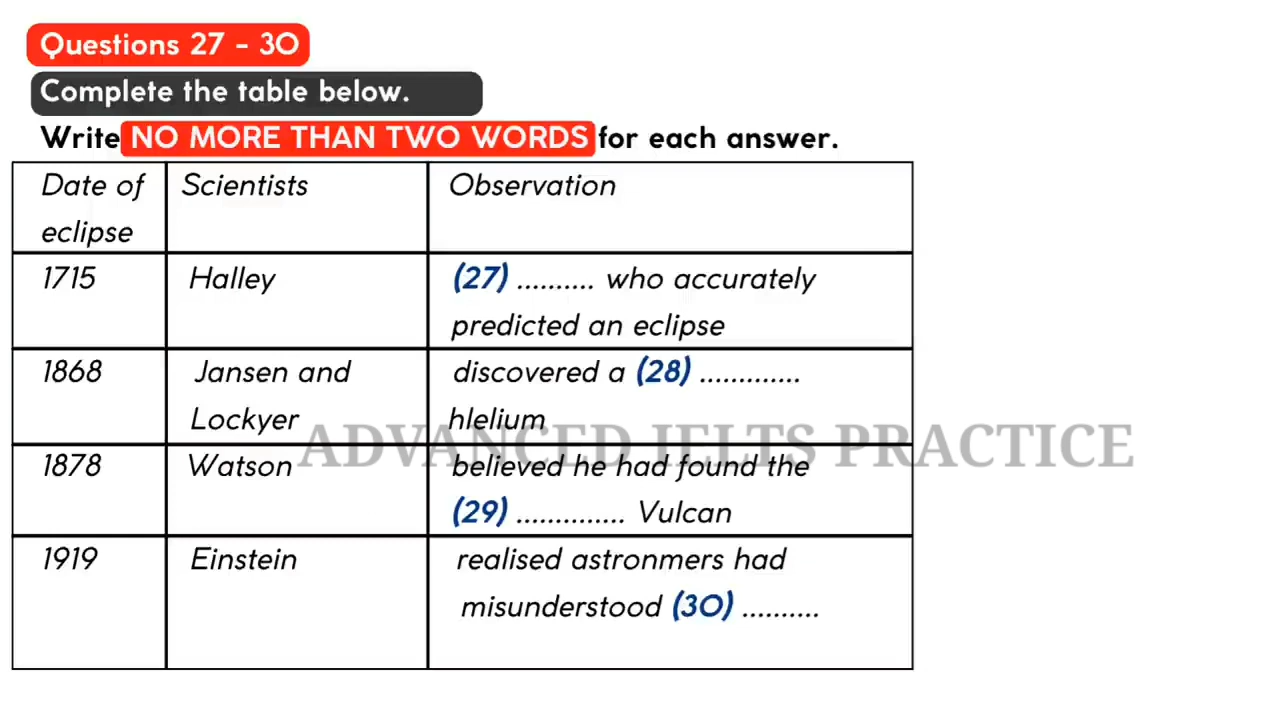 Questions 27 - 30
Complete the table below.
Write NO MORE THAN TWO WORDS for each answer.
Date of eclipse
Scientists
Observation
1715
Halley
(27) .......... who accurately
predicted an eclipse
1868
Jansen and
Lockyer
discovered a (28) .............
hlelium
1878
Watson
believed he had found the
(29) .............. Vulcan
1919
Einstein
realised astronmers had
misunderstood (30) ..........
ADVANCED IELTS PRACTICE